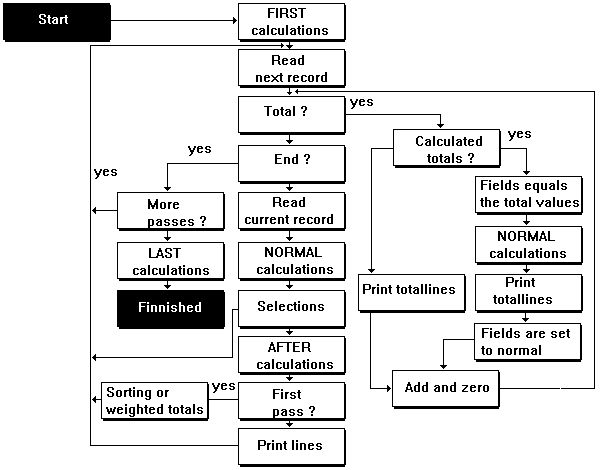 Start
FIRST
calculations
Read
next record
Total ?
yes
Calculated
totals ?
yes
End ?
yes
yes
Fields equals
the total values
More
passes ?
Read
current record
LAST
calculations
NORMAL
calculations
NORMAL
calculations
Finnished
Selections
Print totallines
Print
totallines
AFTER
calculations
Fields are set
to normal
Sorting or
weighted totals
yes
First
pass ?
Add and zero
Print lines